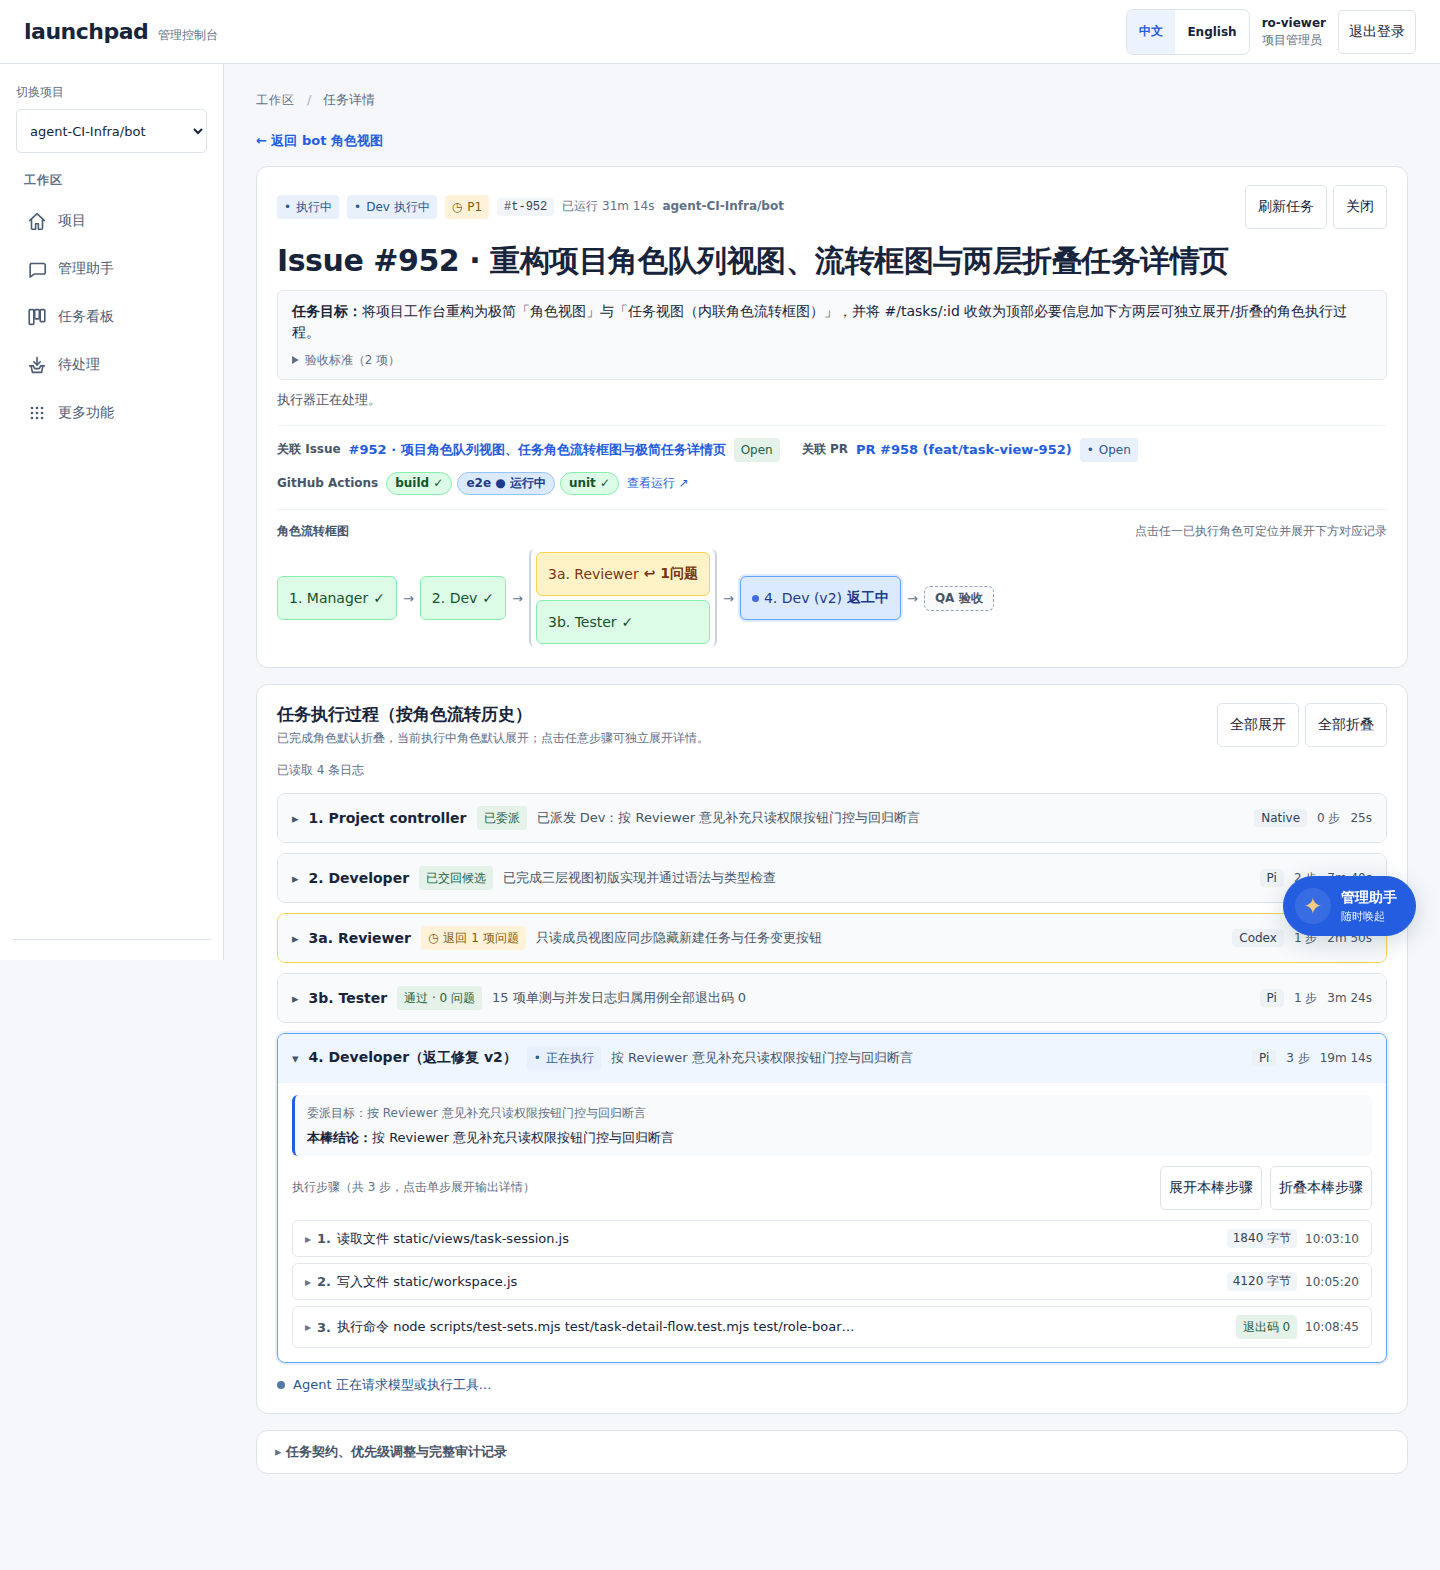 launchpad 管理控制台
中文 English
ro-viewer
项目管理员
退出登录
切换项目
agent-CI-Infra/bot
工作区
项目
管理助手
任务看板
待处理
更多功能
工作区 / 任务详情
← 返回 bot 角色视图
• 执行中 • Dev 执行中 ◷ P1 #t-952 已运行 31m 14s agent-CI-Infra/bot
刷新任务 关闭
Issue #952 · 重构项目角色队列视图、流转框图与两层折叠任务详情页
任务目标：将项目工作台重构为极简「角色视图」与「任务视图（内联角色流转框图）」，并将 #/tasks/:id 收敛为顶部必要信息加下方两层可独立展开/折叠的角色执行过
程。
▶ 验收标准（2 项）
执行器正在处理。
关联 Issue #952 · 项目角色队列视图、任务角色流转框图与极简任务详情页 Open 关联 PR PR #958 (feat/task-view-952) • Open
GitHub Actions build ✓ e2e ● 运行中 unit ✓ 查看运行 ↗
角色流转框图 点击任一已执行角色可定位并展开下方对应记录
1. Manager ✓ → 2. Dev ✓ →
3a. Reviewer ↩ 1问题
3b. Tester ✓
→ ● 4. Dev (v2) 返工中 → QA 验收
任务执行过程（按角色流转历史）
已完成角色默认折叠，当前执行中角色默认展开；点击任意步骤可独立展开详情。
全部展开 全部折叠
已读取 4 条日志
▸ 1. Project controller 已委派 已派发 Dev：按 Reviewer 意见补充只读权限按钮门控与回归断言 Native 0 步 25s
▸ 2. Developer 已交回候选 已完成三层视图初版实现并通过语法与类型检查 Pi
▸ 3a. Reviewer ◷ 退回 1 项问题 只读成员视图应同步隐藏新建任务与任务变更按钮 Codex 1 步 2m 50s
管理助手
随时唤起
▸ 3b. Tester 通过 · 0 问题 15 项单测与并发日志归属用例全部退出码 0 Pi 1 步 3m 24s
▾ 4. Developer（返工修复 v2） • 正在执行 按 Reviewer 意见补充只读权限按钮门控与回归断言 Pi 3 步 19m 14s
委派目标：按 Reviewer 意见补充只读权限按钮门控与回归断言
本棒结论：按 Reviewer 意见补充只读权限按钮门控与回归断言
执行步骤（共 3 步，点击单步展开输出详情）
展开本棒步骤 折叠本棒步骤
▸ 1. 读取文件 static/views/task-session.js 1840 字节 10:03:10
▸ 2. 写入文件 static/workspace.js 4120 字节 10:05:20
▸ 3. 执行命令 node scripts/test-sets.mjs test/task-detail-flow.test.mjs test/role-boar… 退出码 0 10:08:45
Agent 正在请求模型或执行工具…
▸ 任务契约、优先级调整与完整审计记录